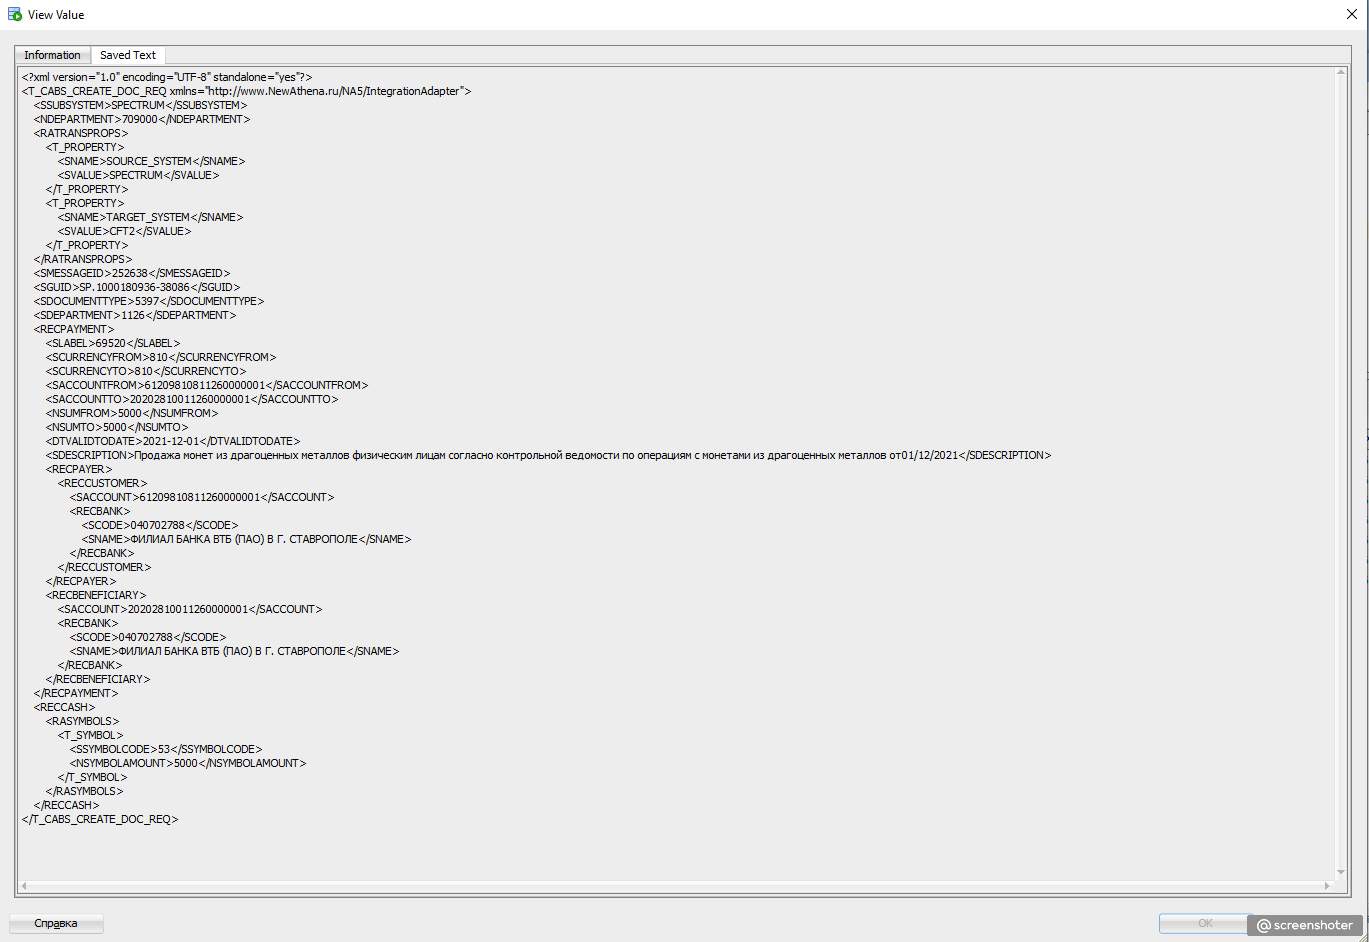 View Value
Information
Saved Text
<?xml version="1.0" encoding="UTF-8" standalone="yes"?>
<T_CABS_CREATE_DOC_REQ xmlns="http://www.NewAthena.ru/NA5/IntegrationAdapter">
<SSUBSYSTEM>SPECTRUM</SSUBSYSTEM>
<NDEPARTMENT>709000</NDEPARTMENT>
<RATRANSPROPS>
<T_PROPERTY>
<SNAME>SOURCE_SYSTEM</SNAME>
<SVALUE>SPECTRUM</SVALUE>
</T_PROPERTY>
<T_PROPERTY>
<SNAME>TARGET_SYSTEM</SNAME>
<SVALUE>CFT2</SVALUE>
</T_PROPERTY>
</RATRANSPROPS>
<SMESSAGEID>252638</SMESSAGEID>
<SGUID>SP.1000180936-38086</SGUID>
<SDOCUMENTTYPE>5397</SDOCUMENTTYPE>
<SDEPARTMENT>1126</SDEPARTMENT>
<RECPAYMENT>
<SLABEL>69520</SLABEL>
<SCURRENCYFROM>810</SCURRENCYFROM>
<SCURRENCYTO>810</SCURRENCYTO>
<SACCOUNTFROM>61209810811260000001</SACCOUNTFROM>
<SACCOUNTTO>20202810011260000001</SACCOUNTTO>
<NSUMFROM>5000</NSUMFROM>
<NSUMTO>5000</NSUMTO>
<DTVALIDTODATE>2021-12-01</DTVALIDTODATE>
<SDESCRIPTION>Продажа монет из драгоценных металлов физическим лицам согласно контрольной ведомости по операциям с монетами из драгоценных металлов от01/12/2021</SDESCRIPTION>
<RECPAYER>
<RECCUSTOMER>
<SACCOUNT>61209810811260000001</SACCOUNT>
<RECBANK>
<SCODE>040702788</SCODE>
<SNAME>ФИЛИАЛ БАНКА ВТБ (ПАО) В Г. СТАВРОПОЛЕ</SNAME>
</RECBANK>
</RECCUSTOMER>
</RECPAYER>
<RECBENEFICIARY>
<SACCOUNT>20202810011260000001</SACCOUNT>
<RECBANK>
<SCODE>040702788</SCODE>
<SNAME>ФИЛИАЛ БАНКА ВТБ (ПАО) В Г. СТАВРОПОЛЕ</SNAME>
</RECBANK>
</RECBENEFICIARY>
</RECPAYMENT>
<RECCASH>
<RASYMBOLS>
<T_SYMBOL>
<SSYMBOLCODE>53</SSYMBOLCODE>
<NSYMBOLAMOUNT>5000</NSYMBOLAMOUNT>
</T_SYMBOL>
</RASYMBOLS>
</RECCASH>
</T_CABS_CREATE_DOC_REQ>
Справка
OK
@screenshoter